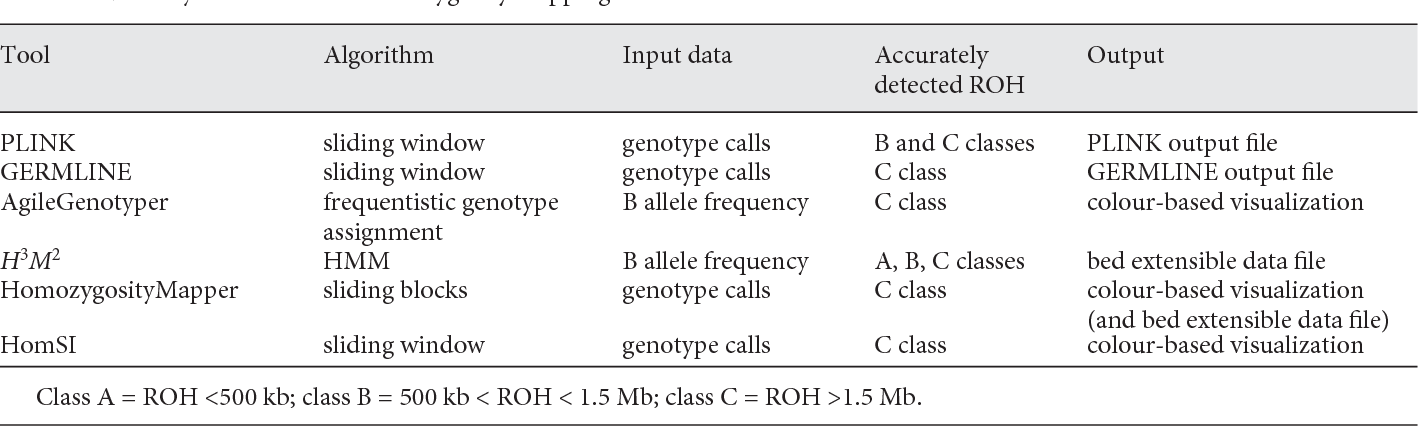 Tool Algorithm Input data Accurately detected ROH Output
PLINK sliding window genotype calls B and C classes PLINK output file
GERMLINE sliding window genotype calls C class GERMLINE output file
AgileGenotyper frequentistic genotype assignment B allele frequency C class colour-based visualization
H³M² HMM B allele frequency A, B, C classes bed extensible data file
HomozygosityMapper sliding blocks genotype calls C class colour-based visualization (and bed extensible data file)
HomSI sliding window genotype calls C class colour-based visualization
Class A = ROH <500 kb; class B = 500 kb < ROH < 1.5 Mb; class C = ROH >1.5 Mb.